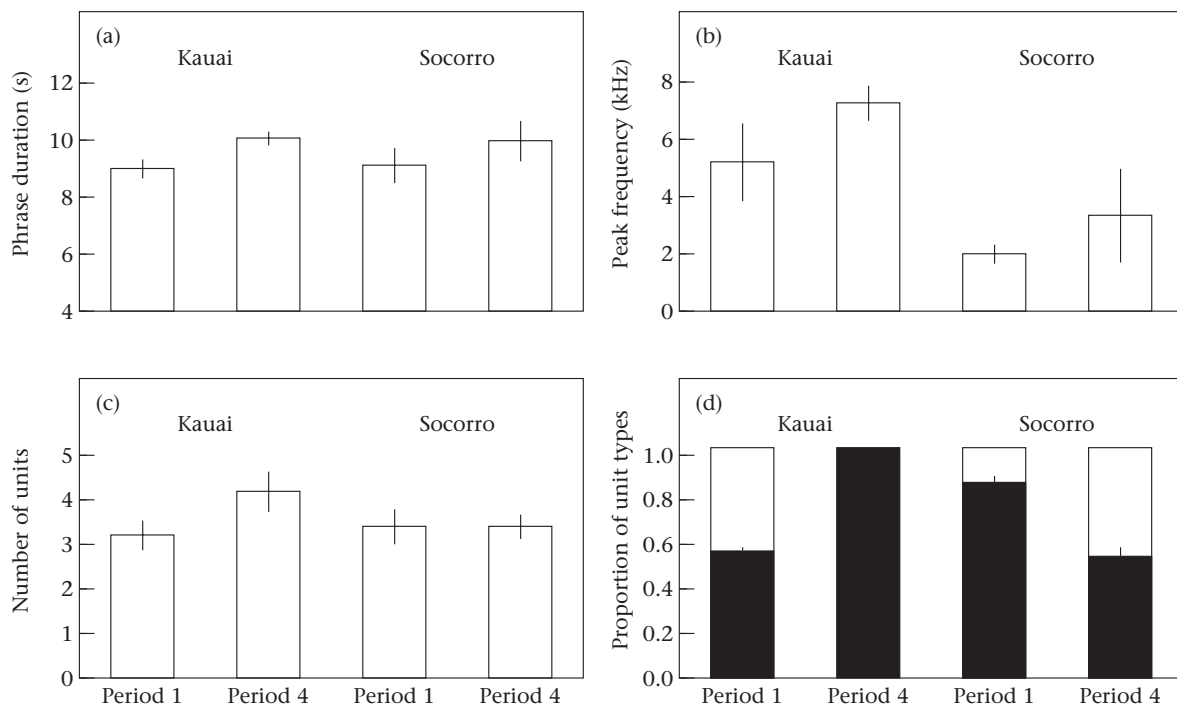 (a)
Kauai
Socorro
Phrase duration (s)
12
10
8
6
4
(b)
Kauai
Socorro
Peak frequency (kHz)
8
6
4
2
0
(c)
Kauai
Socorro
Number of units
5
4
3
2
1
0
Period 1 Period 4 Period 1 Period 4
(d)
Kauai
Socorro
Proportion of unit types
1.0
0.8
0.6
0.4
0.2
0.0
Period 1 Period 4 Period 1 Period 4